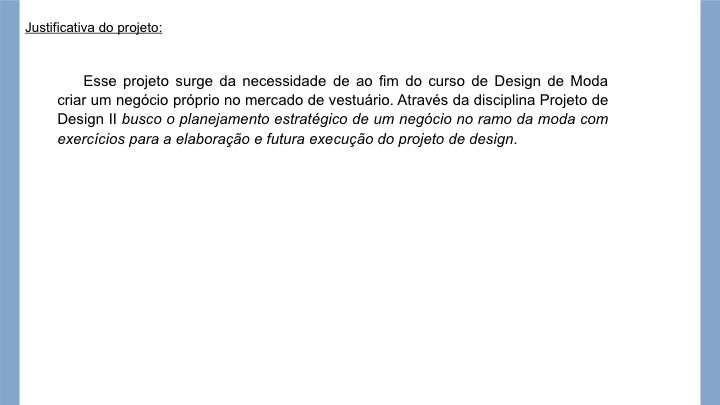 Justificativa do projeto:
Esse projeto surge da necessidade de ao fim do curso de Design de Moda
criar um negócio próprio no mercado de vestuário. Através da disciplina Projeto de
Design II busco o planejamento estratégico de um negócio no ramo da moda com
exercícios para a elaboração e futura execução do projeto de design.